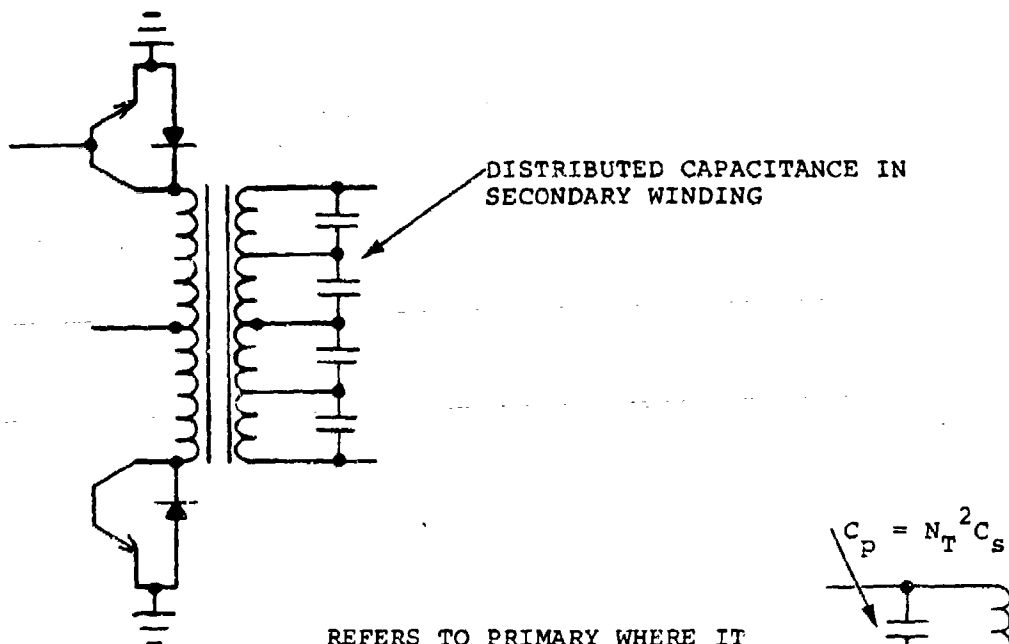 DISTRIBUTED CAPACITANCE IN
SECONDARY WINDING
C_p = N_T^2 C_s
REFERS TO PRIMARY WHERE IT